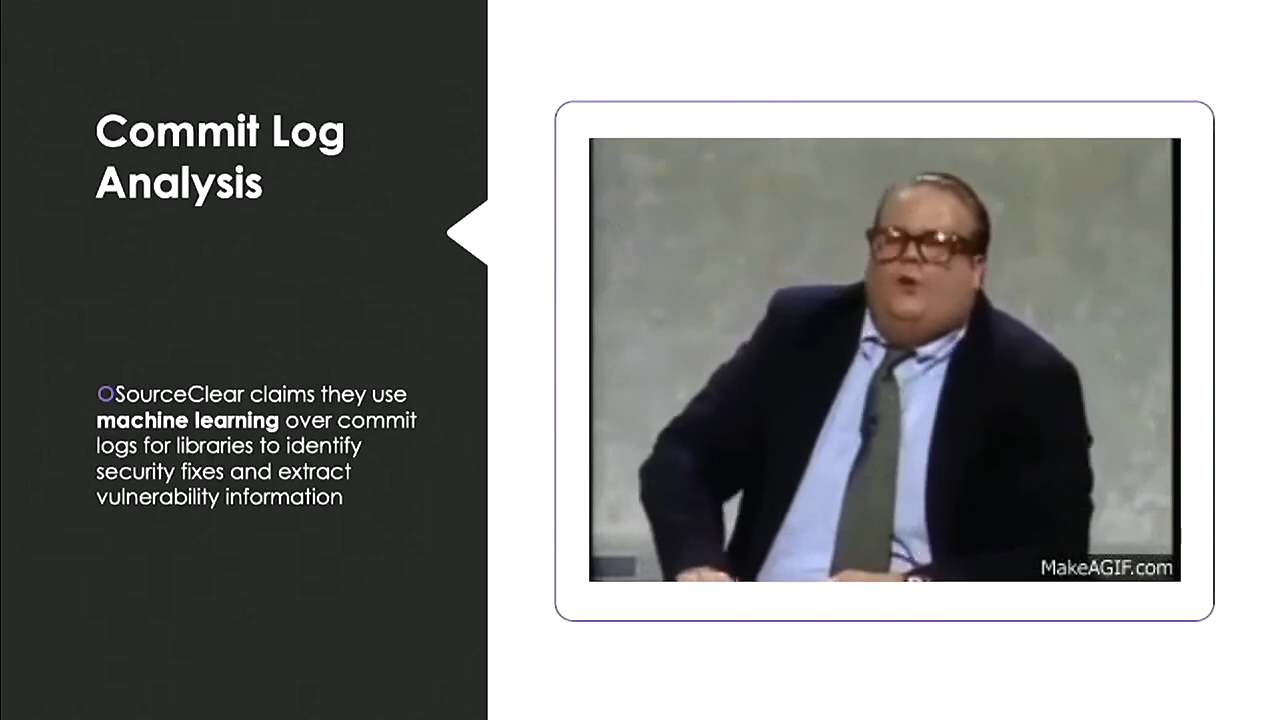 Commit Log
Analysis
SourceClear claims they use
machine learning over commit
logs for libraries to identify
security fixes and extract
vulnerability information
MakeAGIF.com